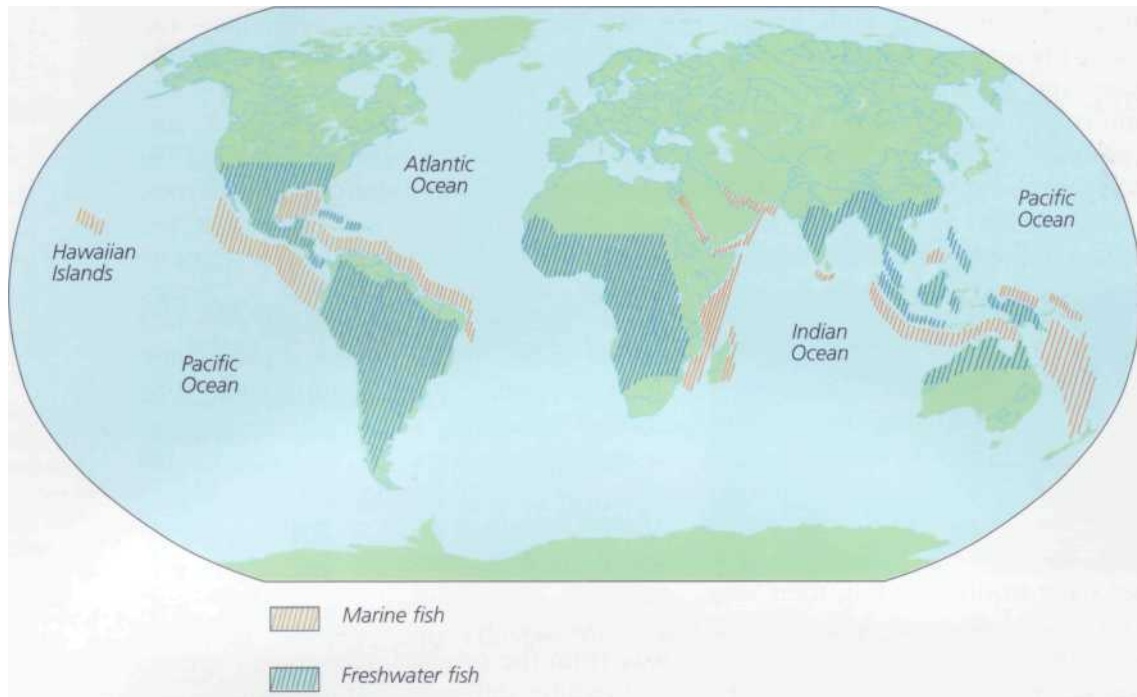 Atlantic
Ocean
Pacific
Ocean
Hawaiian
Islands
Pacific
Ocean
Indian
Ocean
Marine fish
Freshwater fish